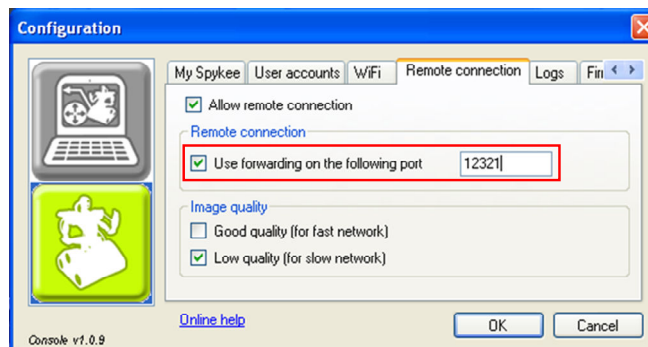 Configuration
My Spykee User accounts WiFi Remote connection Logs
Allow remote connection
Remote connection
Use forwarding on the following port 12321
Image quality
Good quality (for fast network)
Low quality (for slow network)
Online help OK Cancel
Console v1.0.9